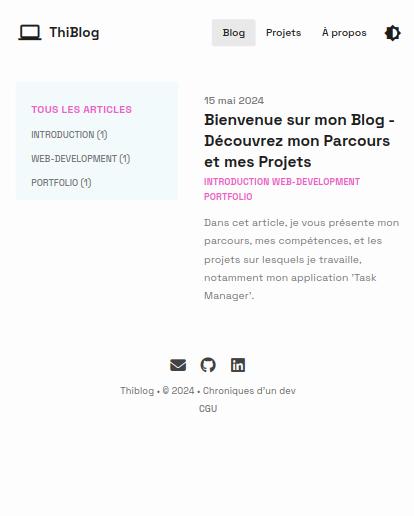 ThiBlog
Blog Projets À propos
TOUS LES ARTICLES
INTRODUCTION (1)
WEB-DEVELOPMENT (1)
PORTFOLIO (1)
15 mai 2024
Bienvenue sur mon Blog -
Découvrez mon Parcours
et mes Projets
INTRODUCTION WEB-DEVELOPMENT
PORTFOLIO
Dans cet article, je vous présente mon
parcours, mes compétences, et les
projets sur lesquels je travaille,
notamment mon application 'Task
Manager'.
Thiblog • © 2024 • Chroniques d'un dev
CGU